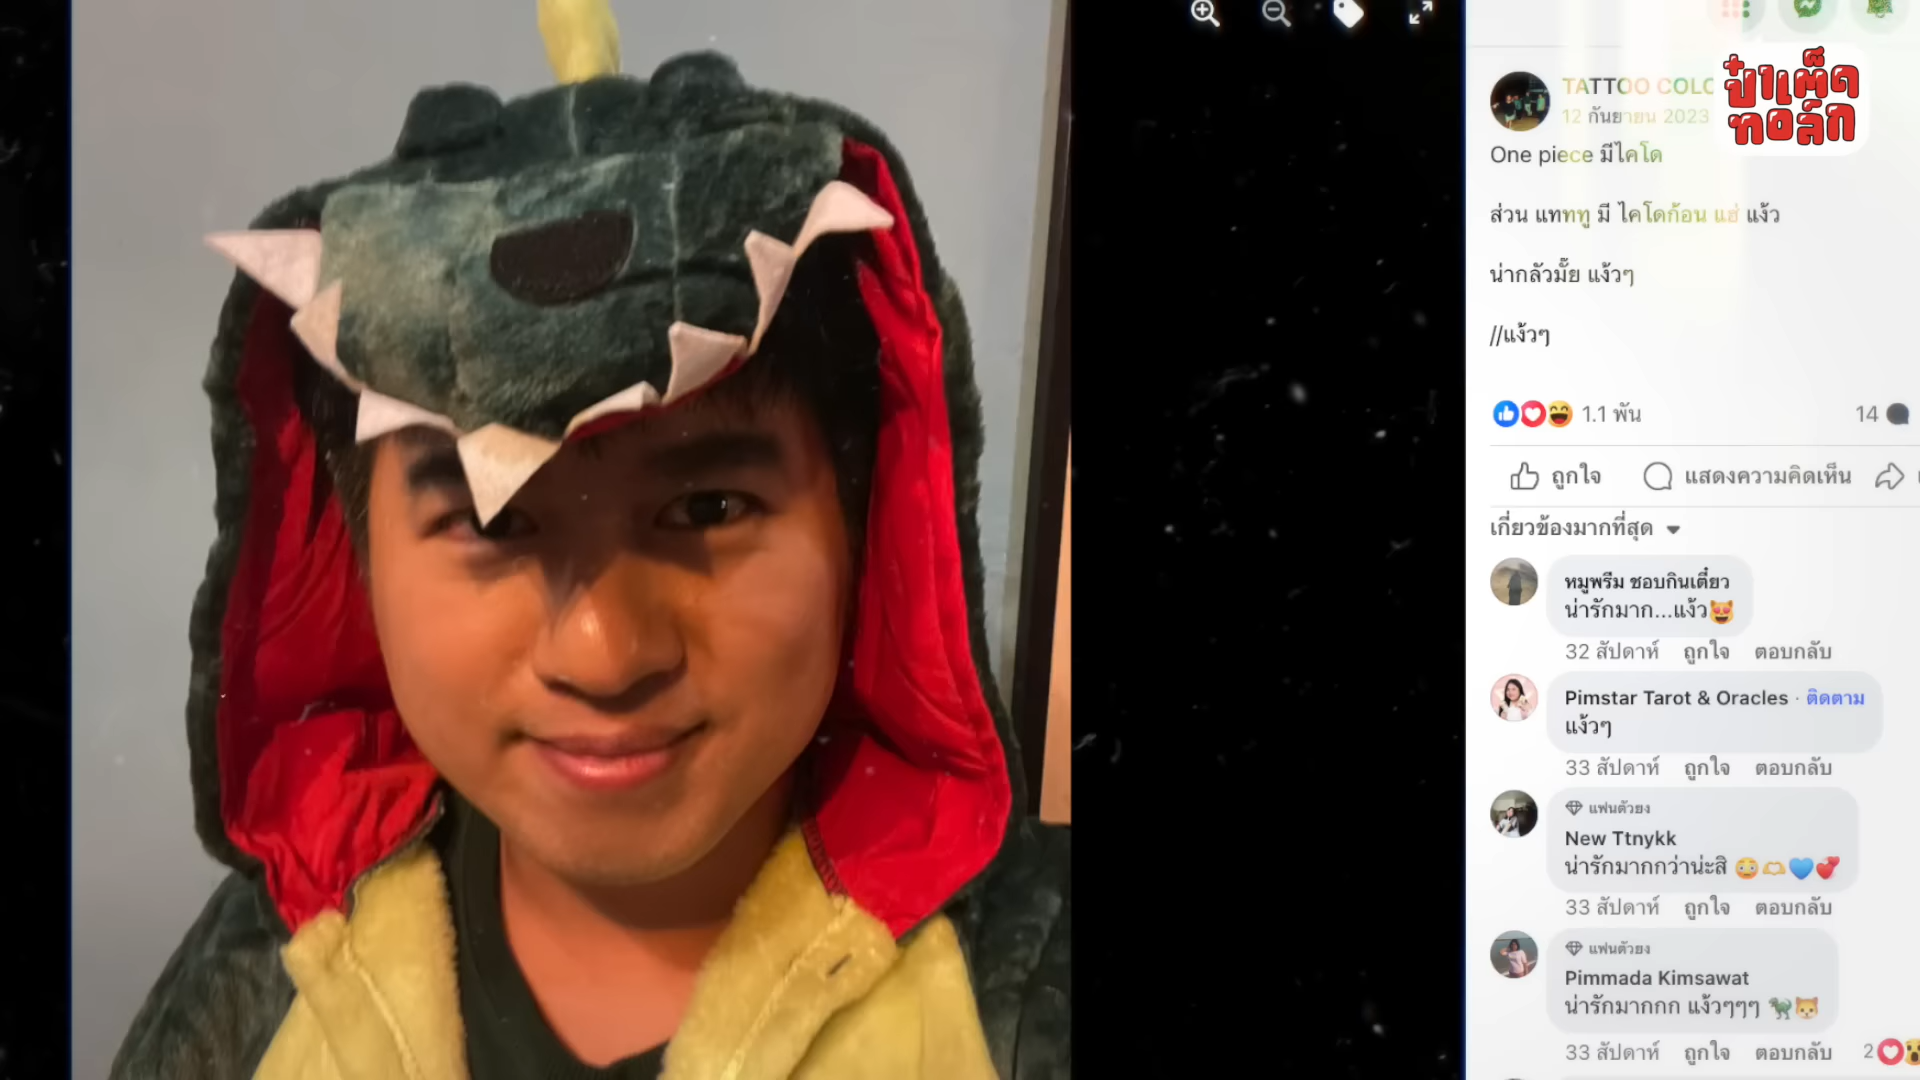 ป๋าเต็ด
ทอล์ก
TATTOO COLO
12 กันยายน 2023
One piece มีไคโด
ส่วน แทททู มี ไคโดก้อน แฮ่ แง้ว
น่ากลัวมั๊ย แง้วๆ
//แง้วๆ
1.1 พัน
14
ถูกใจ
แสดงความคิดเห็น
เกี่ยวข้องมากที่สุด
หมูพรีม ชอบกินเตี๋ยว
น่ารักมาก...แง้ว😻
32 สัปดาห์ ถูกใจ ตอบกลับ
Pimstar Tarot & Oracles · ติดตาม
แง้วๆ
33 สัปดาห์ ถูกใจ ตอบกลับ
แฟนตัวยง
New Ttnykk
น่ารักมากกว่าน่ะสิ 😳🫶💙💕
33 สัปดาห์ ถูกใจ ตอบกลับ
แฟนตัวยง
Pimmada Kimsawat
น่ารักมากกก แง้วๆๆๆ 🦖🐱
33 สัปดาห์ ถูกใจ ตอบกลับ 2